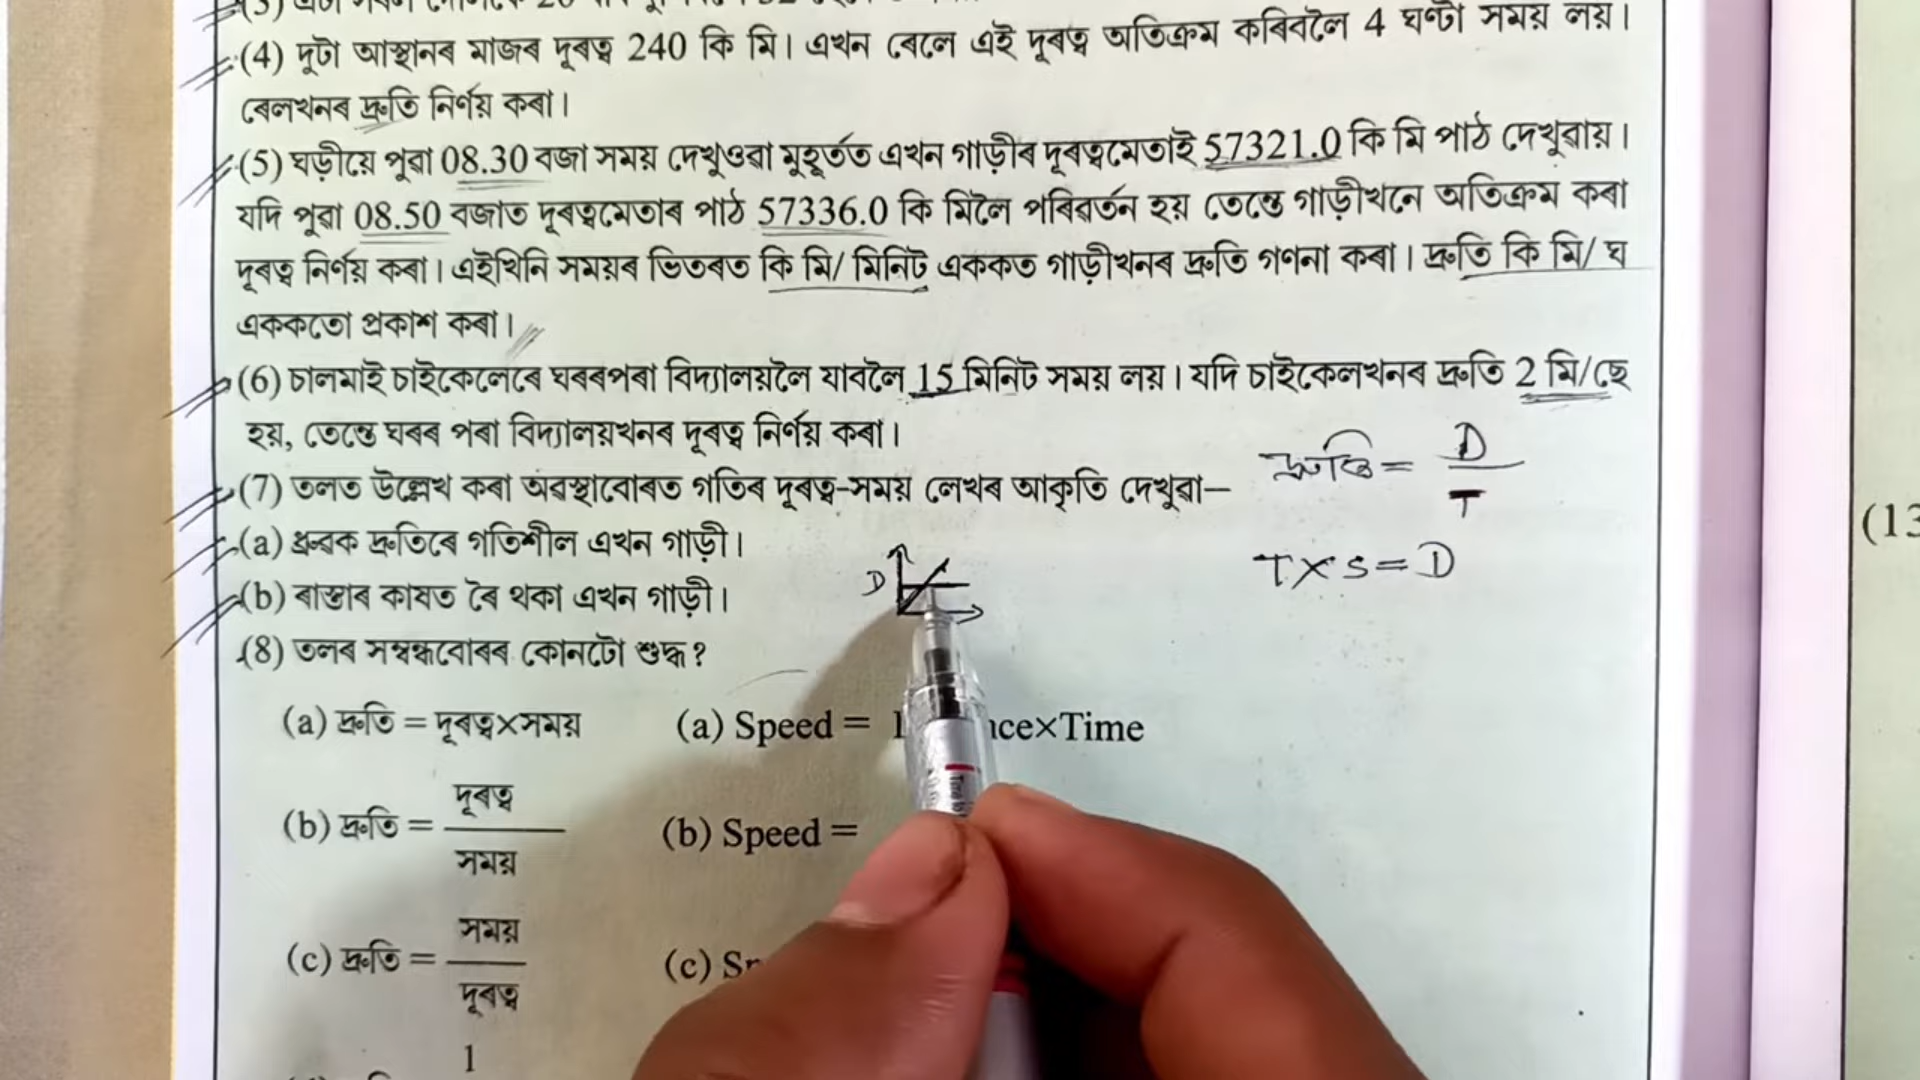 (4) দুটা আস্থানৰ মাজৰ দূৰত্ব 240 কি মি। এখন ৰেলে এই দূৰত্ব অতিক্ৰম কৰিবলৈ 4 ঘণ্টা সময় লয়।
ৰেলখনৰ দ্ৰুতি নিৰ্ণয় কৰা।
(5) ঘড়ীয়ে পুৱা 08.30 বজা সময় দেখুওৱা মুহূৰ্তত এখন গাড়ীৰ দূৰত্বমেতাই 57321.0 কি মি পাঠ দেখুৱায়।
যদি পুৱা 08.50 বজাত দূৰত্বমেতাৰ পাঠ 57336.0 কি মিলৈ পৰিৱৰ্তন হয় তেন্তে গাড়ীখনে অতিক্ৰম কৰা
দূৰত্ব নিৰ্ণয় কৰা। এইখিনি সময়ৰ ভিতৰত কি মি/ মিনিট এককত গাড়ীখনৰ দ্ৰুতি গণনা কৰা। দ্ৰুতি কি মি/ ঘ
এককতো প্ৰকাশ কৰা।
(6) চালমাই চাইকেলেৰে ঘৰৰপৰা বিদ্যালয়লৈ যাবলৈ 15 মিনিট সময় লয়। যদি চাইকেলখনৰ দ্ৰুতি 2 মি/ছে
হয়, তেন্তে ঘৰৰ পৰা বিদ্যালয়খনৰ দূৰত্ব নিৰ্ণয় কৰা।
দ্ৰুতি = D
T
(7) তলত উল্লেখ কৰা অৱস্থাবোৰত গতিৰ দূৰত্ব-সময় লেখৰ আকৃতি দেখুৱা—
(a) ধ্ৰুৱক দ্ৰুতিৰে গতিশীল এখন গাড়ী।
D
T×S=D
(b) ৰাস্তাৰ কাষত ৰৈ থকা এখন গাড়ী।
(8) তলৰ সম্বন্ধবোৰৰ কোনটো শুদ্ধ?
(a) দ্ৰুতি = দূৰত্ব×সময় (a) Speed = ×Time
(b) দ্ৰুতি = দূৰত্ব
সময়
(b) Speed =
(c) দ্ৰুতি = সময়
দূৰত্ব
(c)
1
(13